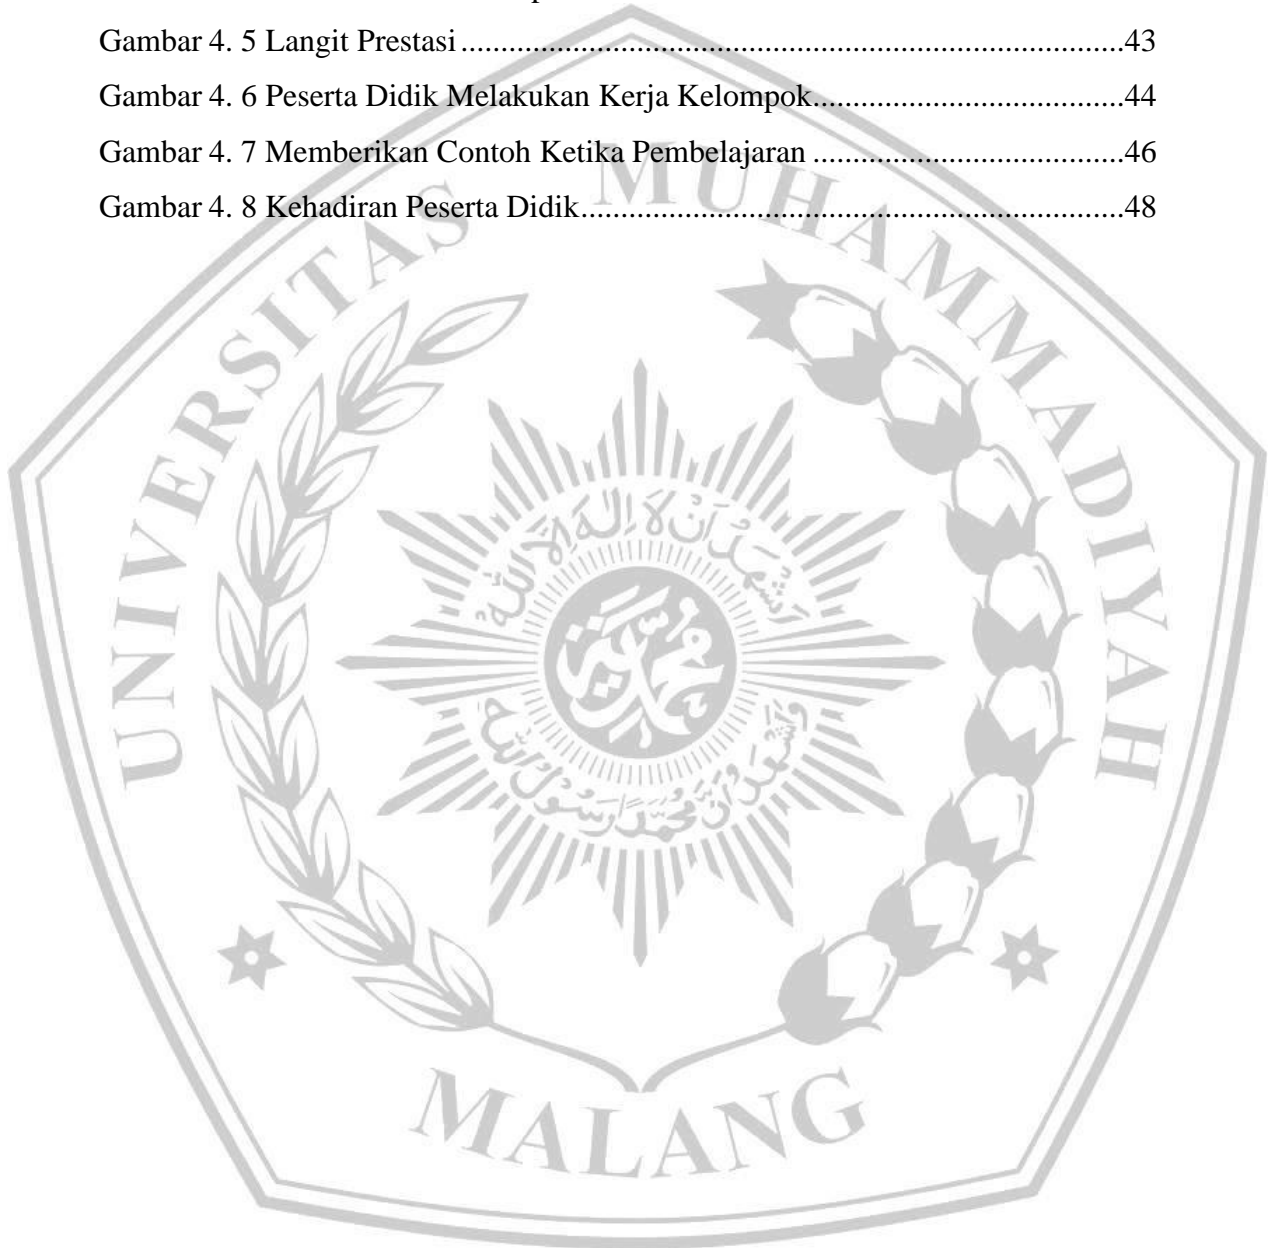 Gambar 4. 5 Langit Prestasi........................................................................43
Gambar 4. 6 Peserta Didik Melakukan Kerja Kelompok.................................44
Gambar 4. 7 Memberikan Contoh Ketika Pembelajaran .................................46
Gambar 4. 8 Kehadiran Peserta Didik.........................................................48
UNIVERSITAS MUHAMMADIYAH
MALANG